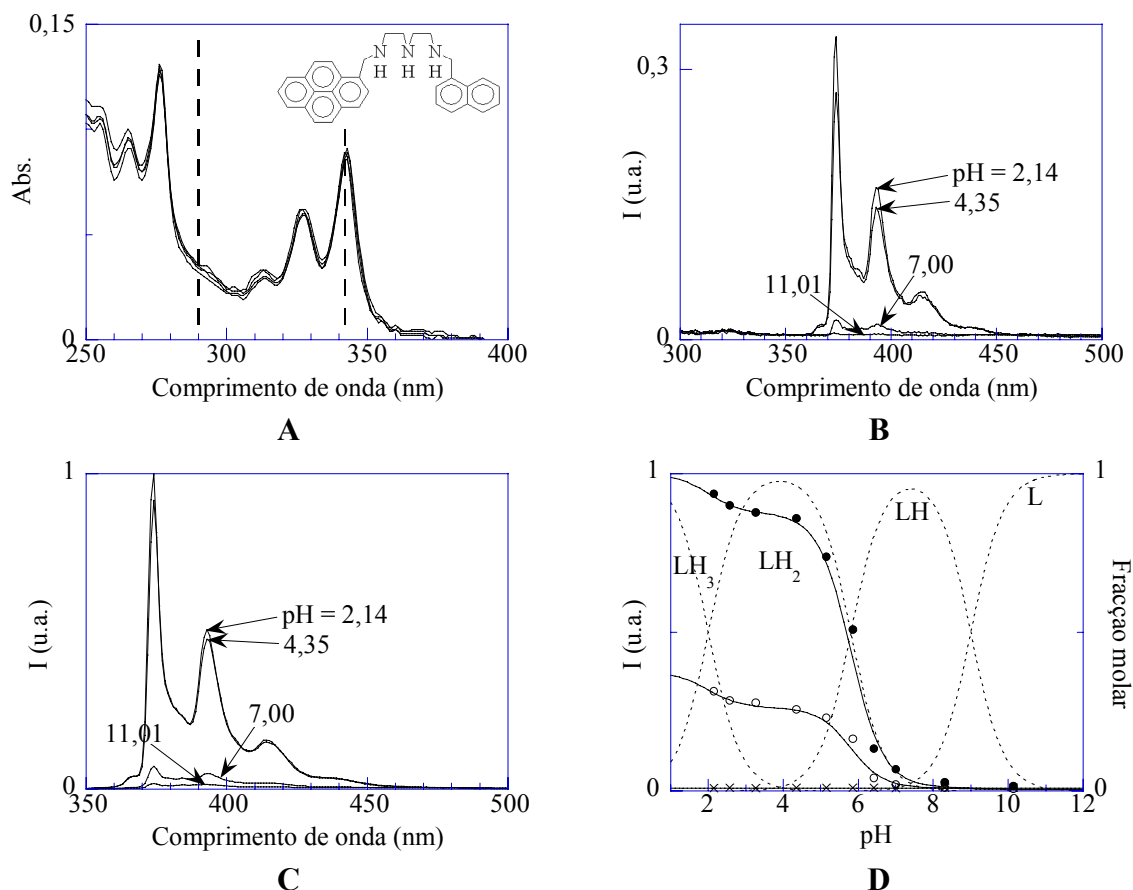 0,15
Abs.
0
250 300 350 400
Comprimento de onda (nm)
A
N N N
H H H
0,3
I (u.a.)
0
pH = 2,14
4,35
11,01
7,00
300 350 400 450 500
Comprimento de onda (nm)
B
1
I (u.a.)
0
pH = 2,14
4,35
11,01
7,00
350 400 450 500
Comprimento de onda (nm)
C
1
I (u.a.)
0
LH3
LH2
LH
L
1
Fracçao molar
0
2 4 6 8 10 12
pH
D